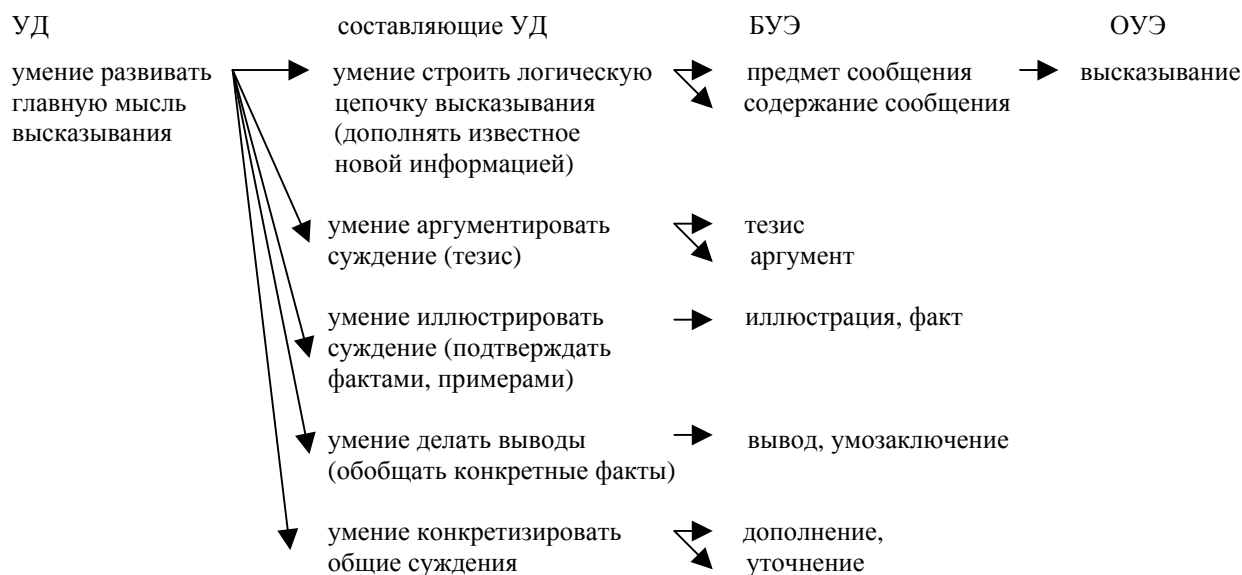 УД составляющие УД БУЭ ОУЭ
умение развивать умение строить логическую предмет сообщения высказывание
главную мысль цепочку высказывания содержание сообщения
высказывания (дополнять известное
новой информацией)
умение аргументировать тезис
суждение (тезис) аргумент
умение иллюстрировать иллюстрация, факт
суждение (подтверждать
фактами, примерами)
умение делать выводы вывод, умозаключение
(обобщать конкретные факты)
умение конкретизировать дополнение,
общие суждения уточнение